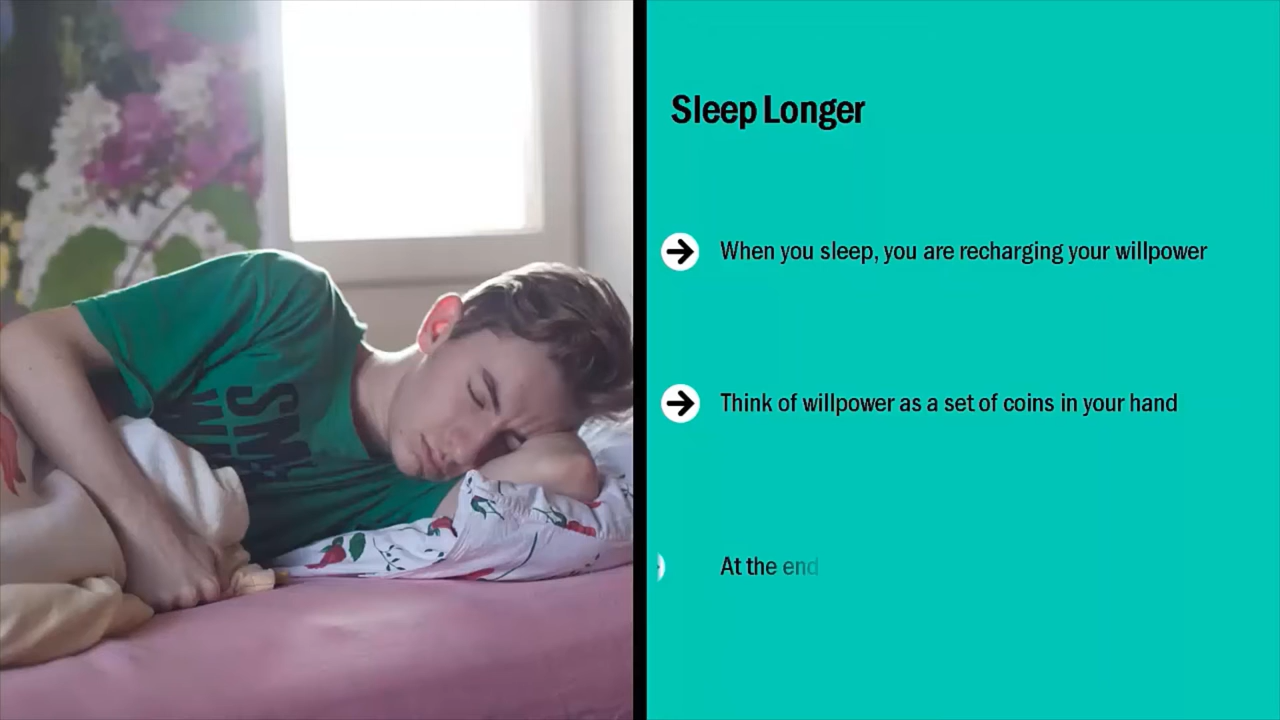 Sleep Longer
When you sleep, you are recharging your willpower
Think of willpower as a set of coins in your hand
At the end